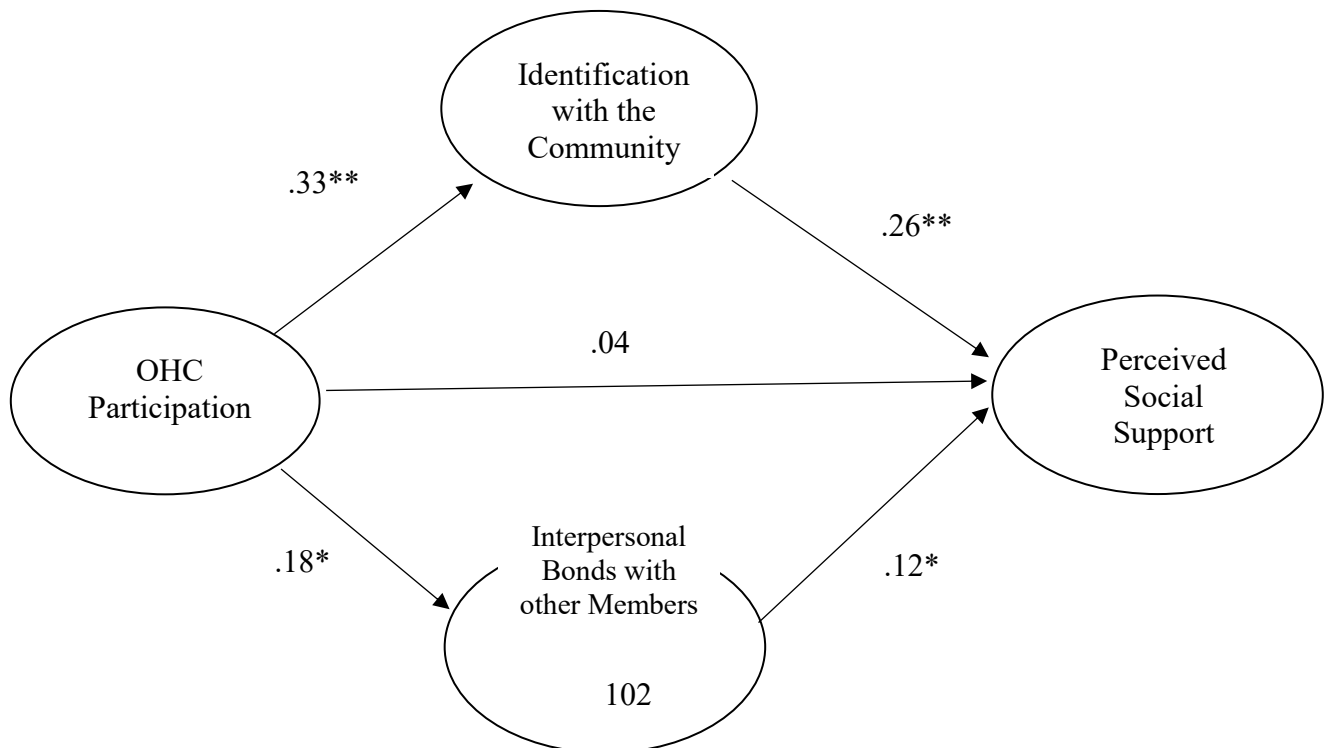 Identification
with the
Community
.33**
.26**
.04
OHC
Participation
Perceived
Social
Support
Interpersonal
Bonds with
other Members
.18*
.12*
102